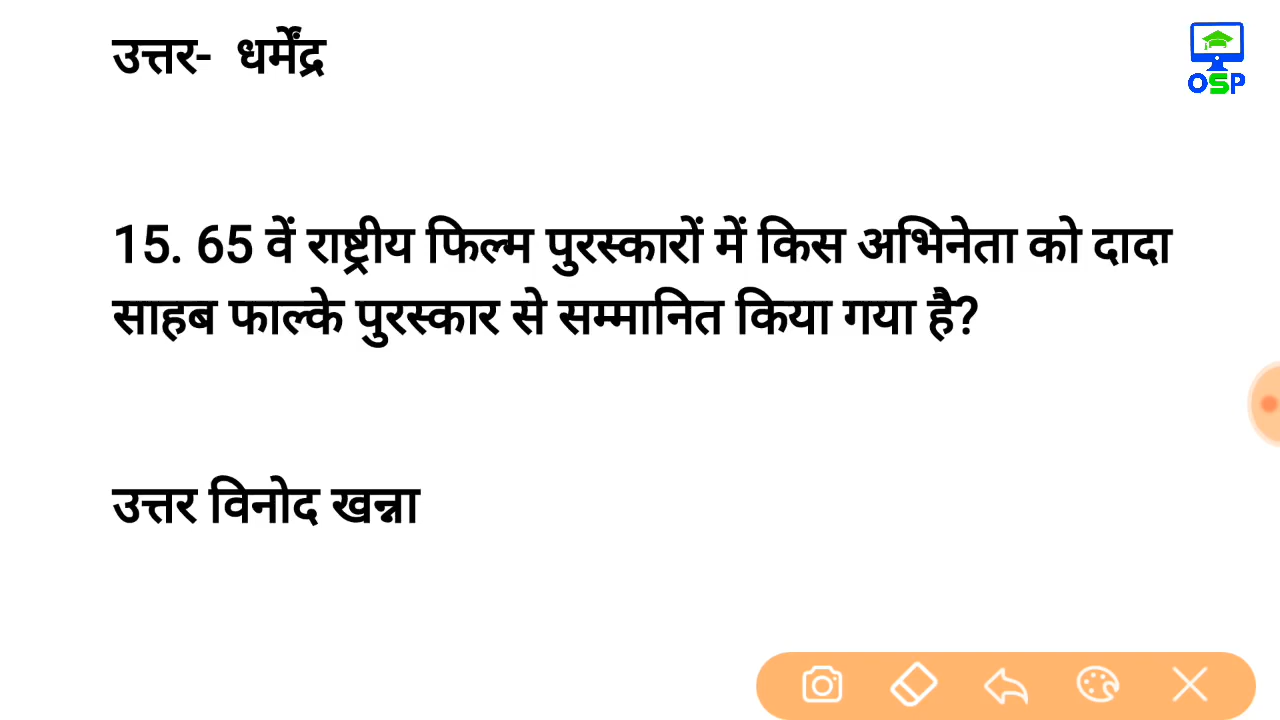 उत्तर-  धर्मेंद्र
OSP
15. 65 वें राष्ट्रीय फिल्म पुरस्कारों में किस अभिनेता को दादा
साहब फाल्के पुरस्कार से सम्मानित किया गया है?
उत्तर विनोद खन्ना